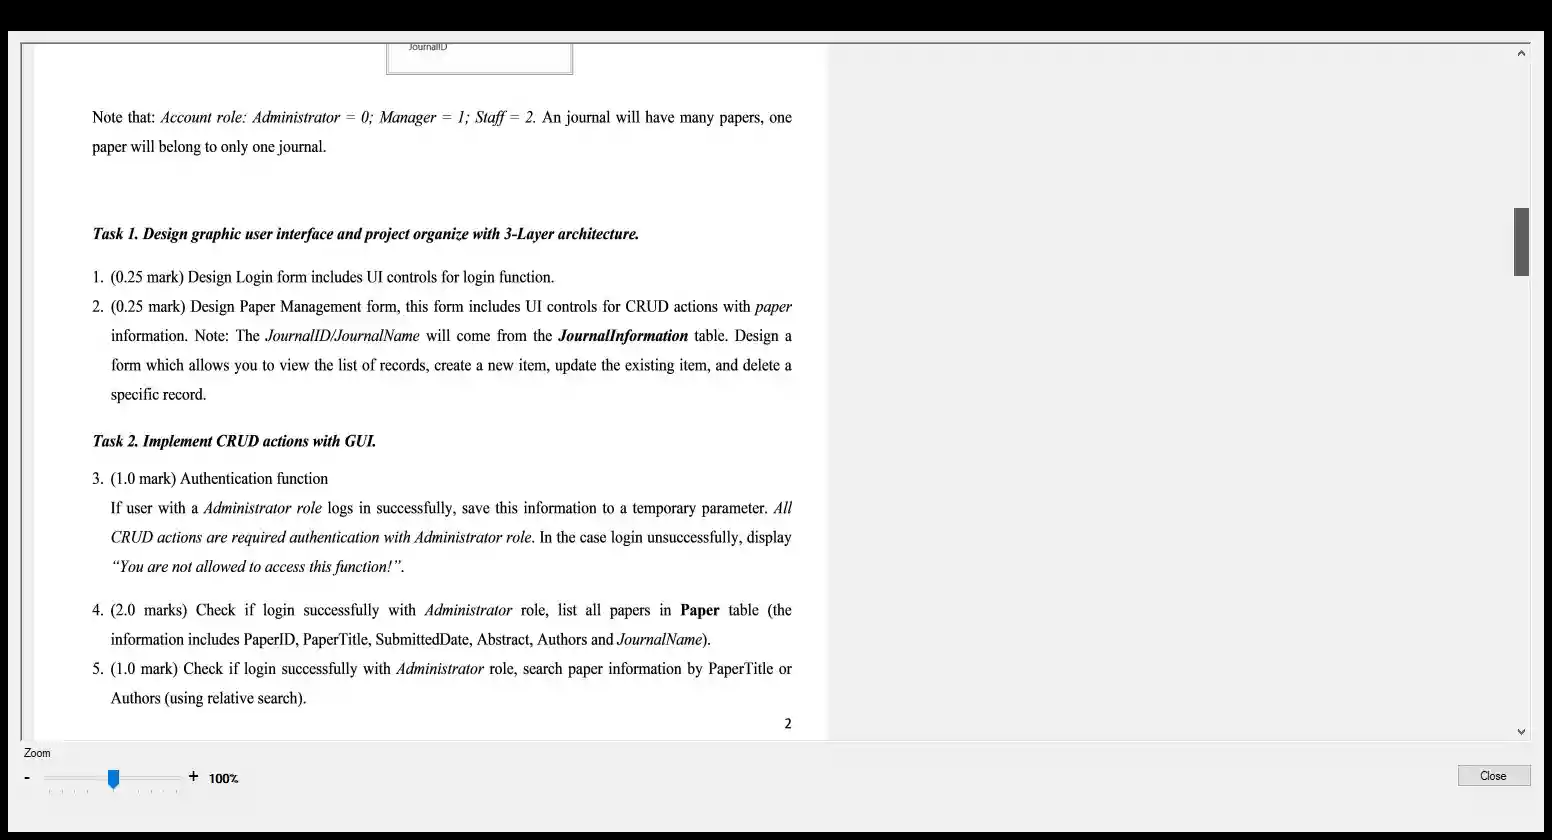 JournalID
Note that: Account role: Administrator = 0; Manager = 1; Staff = 2. An journal will have many papers, one
paper will belong to only one journal.
Task 1. Design graphic user interface and project organize with 3-Layer architecture.
1. (0.25 mark) Design Login form includes UI controls for login function.
2. (0.25 mark) Design Paper Management form, this form includes UI controls for CRUD actions with paper
information. Note: The JournalID/JournalName will come from the JournalInformation table. Design a
form which allows you to view the list of records, create a new item, update the existing item, and delete a
specific record.
Task 2. Implement CRUD actions with GUI.
3. (1.0 mark) Authentication function
If user with a Administrator role logs in successfully, save this information to a temporary parameter. All
CRUD actions are required authentication with Administrator role. In the case login unsuccessfully, display
“You are not allowed to access this function!”.
4. (2.0 marks) Check if login successfully with Administrator role, list all papers in Paper table (the
information includes PaperID, PaperTitle, SubmittedDate, Abstract, Authors and JournalName).
5. (1.0 mark) Check if login successfully with Administrator role, search paper information by PaperTitle or
Authors (using relative search).
2
Zoom
- + 100%
Close